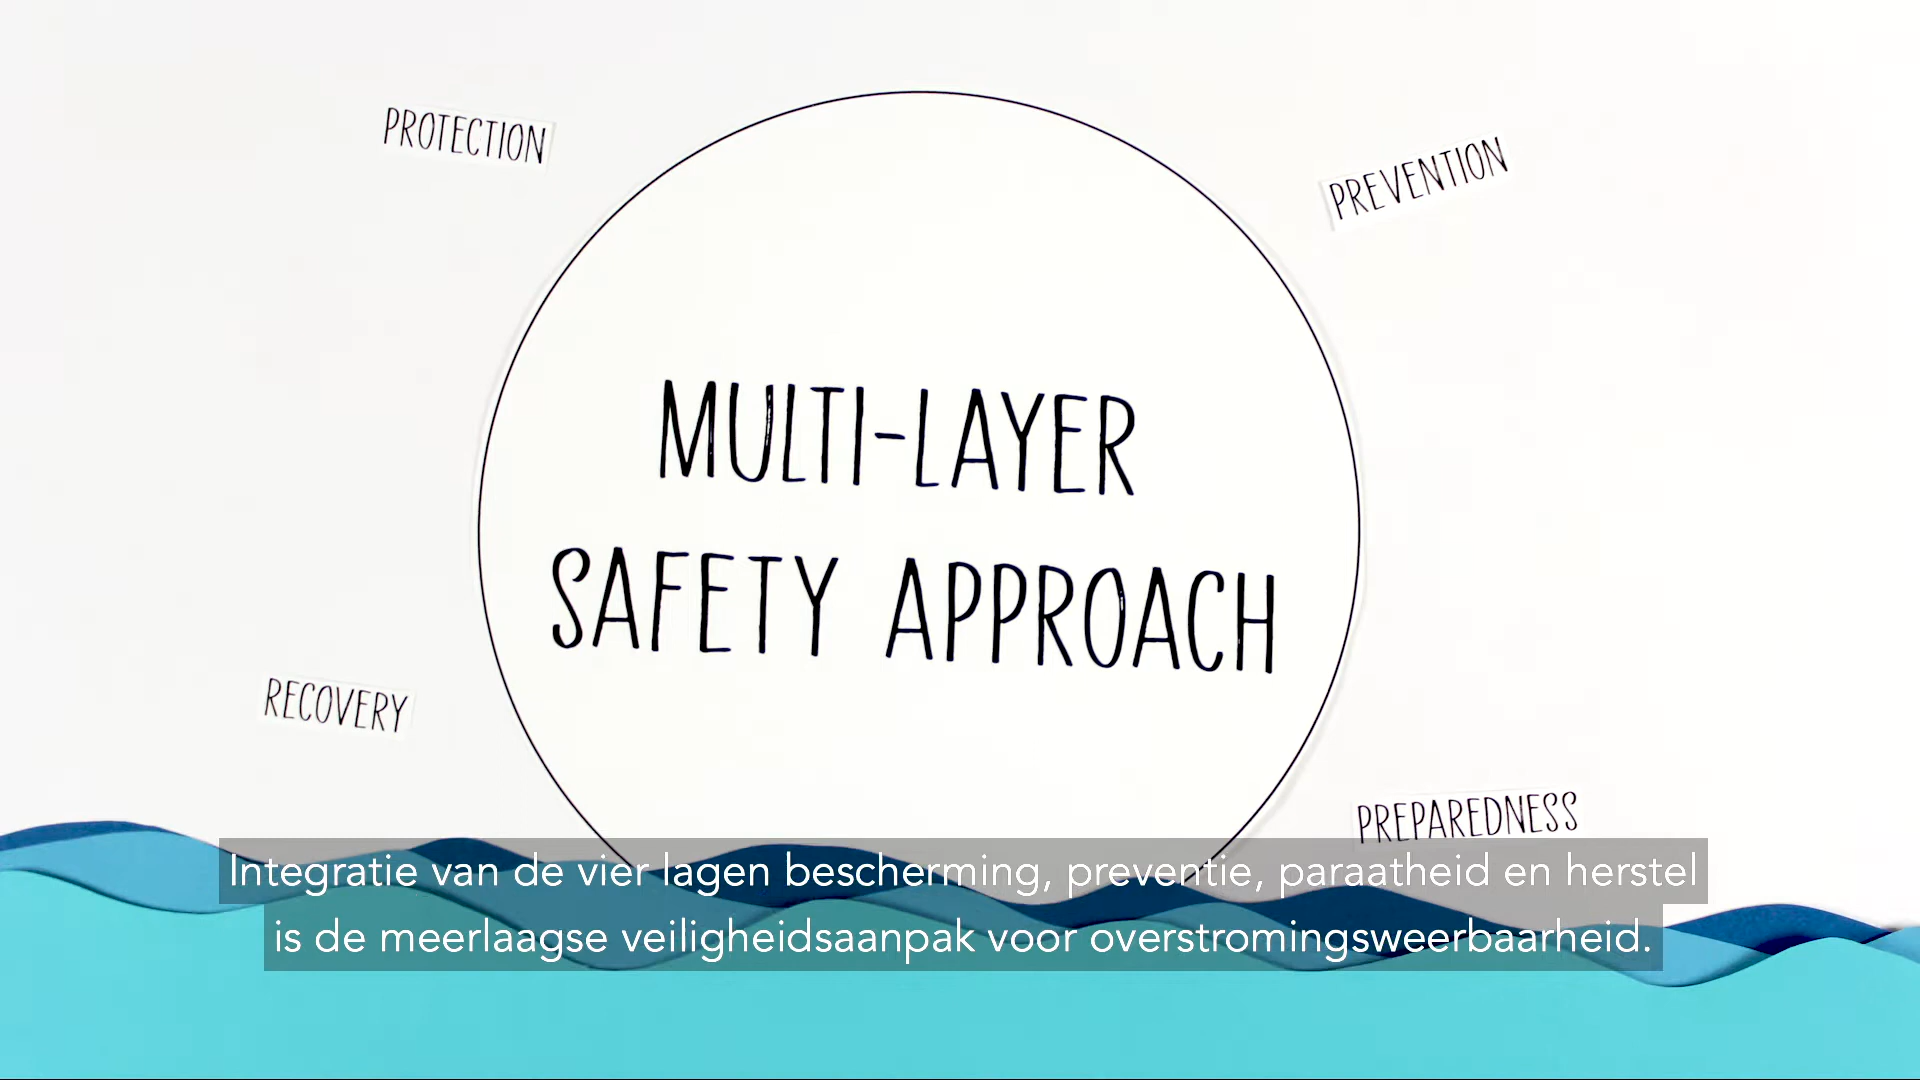 PROTECTION
PREVENTION
MULTI-LAYER
SAFETY APPROACH
RECOVERY
PREPAREDNESS
Integratie van de vier lagen bescherming, preventie, paraatheid en herstel
is de meerlaagse veiligheidsaanpak voor overstromingsweerbaarheid.